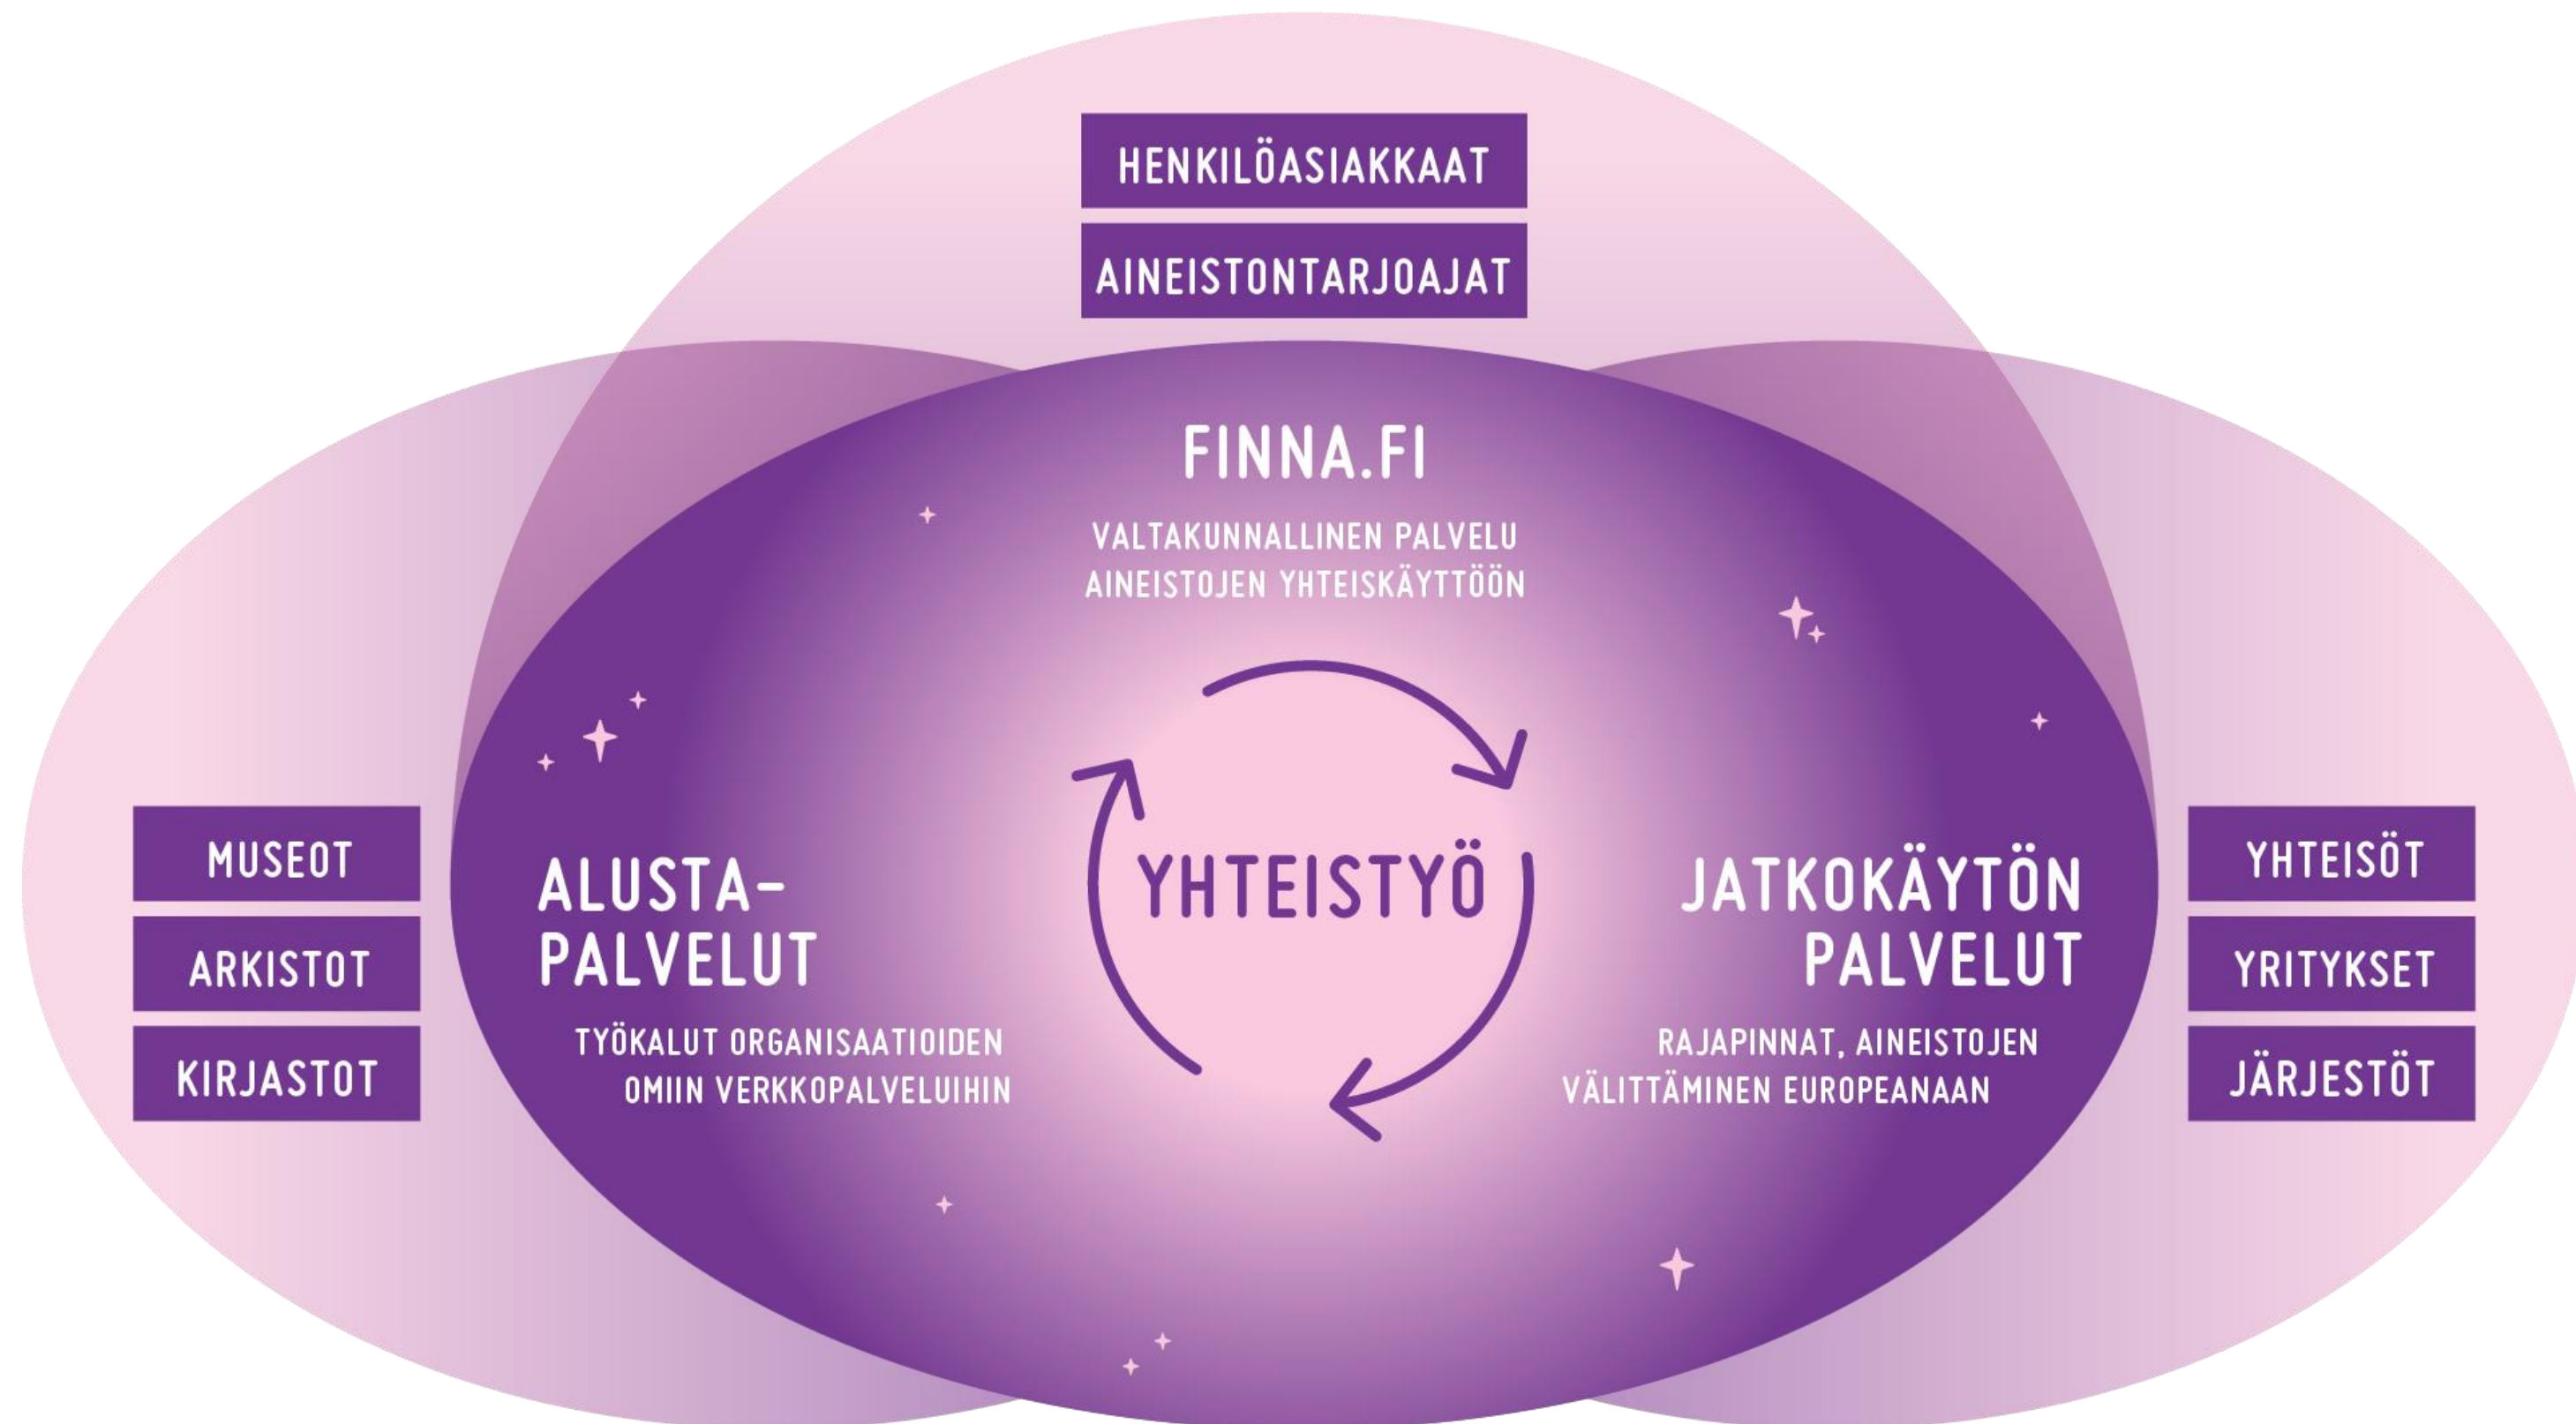 HENKILÖASIAKKAAT
AINEISTONTARJOAJAT
FINNA.FI
VALTAKUNNALLINEN PALVELU
AINEISTOJEN YHTEISKÄYTTÖÖN
YHTEISTYÖ
MUSEOT
ARKISTOT
KIRJASTOT
ALUSTA-
PALVELUT
TYÖKALUT ORGANISAATIOIDEN
OMIIN VERKKOPALVELUIHIN
JATKOKÄYTÖN
PALVELUT
RAJAPINNAT, AINEISTOJEN
VÄLITTÄMINEN EUROPEANAAN
YHTEISÖT
YRITYKSET
JÄRJESTÖT